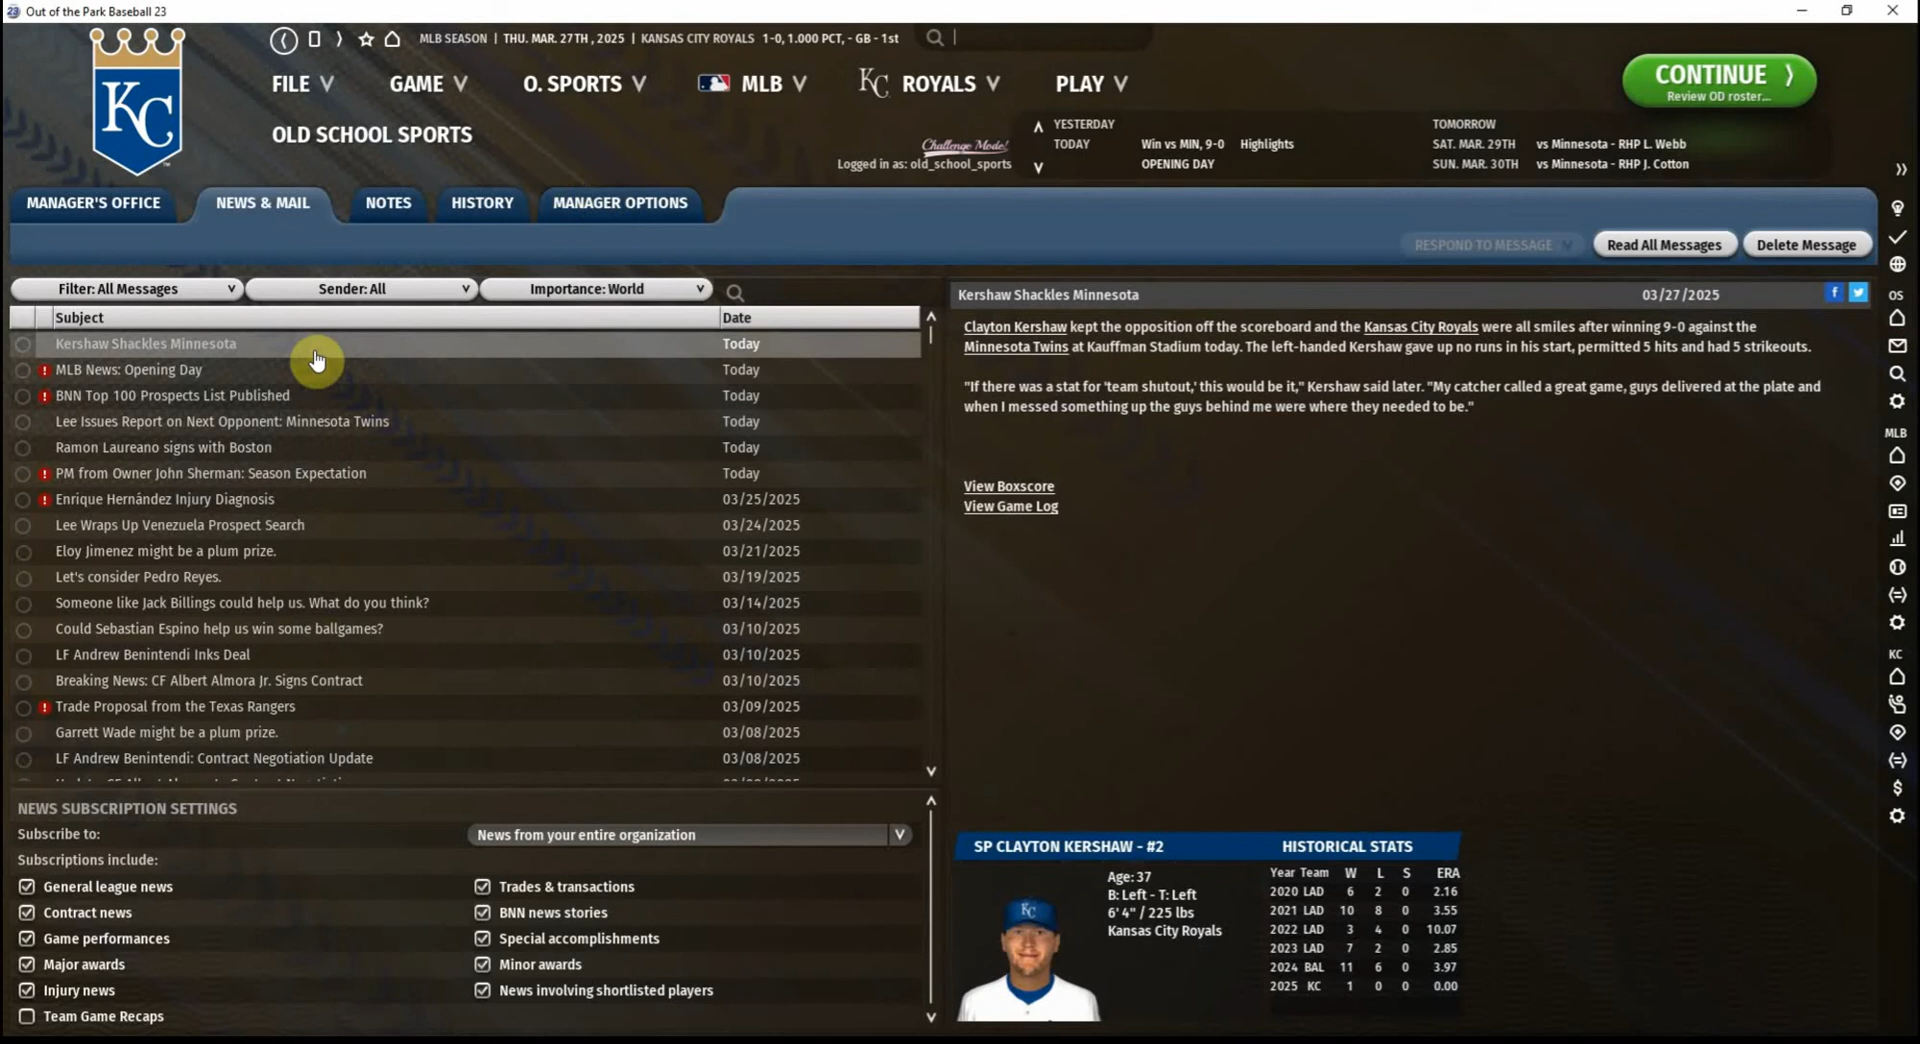 Out of the Park Baseball 23
MLB SEASON | THU. MAR. 27TH , 2025 | KANSAS CITY ROYALS 1-0, 1.000 PCT, - GB - 1st
FILE GAME O. SPORTS MLB KC ROYALS PLAY
CONTINUE
Review OD roster...
KC
OLD SCHOOL SPORTS
Challenge Mode!
Logged in as: old_school_sports
YESTERDAY
TODAY Win vs MIN, 9-0 Highlights
OPENING DAY
TOMORROW
SAT. MAR. 29TH vs Minnesota - RHP L. Webb
SUN. MAR. 30TH vs Minnesota - RHP J. Cotton
MANAGER'S OFFICE NEWS & MAIL NOTES HISTORY MANAGER OPTIONS
RESPOND TO MESSAGE Read All Messages Delete Message
Filter: All Messages Sender: All Importance: World
Subject Date
Kershaw Shackles Minnesota Today
MLB News: Opening Day Today
BNN Top 100 Prospects List Published Today
Lee Issues Report on Next Opponent: Minnesota Twins Today
Ramon Laureano signs with Boston Today
PM from Owner John Sherman: Season Expectation Today
Enrique Hernández Injury Diagnosis 03/25/2025
Lee Wraps Up Venezuela Prospect Search 03/24/2025
Eloy Jimenez might be a plum prize. 03/21/2025
Let's consider Pedro Reyes. 03/19/2025
Someone like Jack Billings could help us. What do you think? 03/14/2025
Could Sebastian Espino help us win some ballgames? 03/10/2025
LF Andrew Benintendi Inks Deal 03/10/2025
Breaking News: CF Albert Almora Jr. Signs Contract 03/10/2025
Trade Proposal from the Texas Rangers 03/09/2025
Garrett Wade might be a plum prize. 03/08/2025
LF Andrew Benintendi: Contract Negotiation Update 03/08/2025
NEWS SUBSCRIPTION SETTINGS
Subscribe to: News from your entire organization
Subscriptions include:
General league news Trades & transactions
Contract news BNN news stories
Game performances Special accomplishments
Major awards Minor awards
Injury news News involving shortlisted players
Team Game Recaps
Kershaw Shackles Minnesota 03/27/2025
Clayton Kershaw kept the opposition off the scoreboard and the Kansas City Royals were all smiles after winning 9-0 against the
Minnesota Twins at Kauffman Stadium today. The left-handed Kershaw gave up no runs in his start, permitted 5 hits and had 5 strikeouts.
"If there was a stat for 'team shutout,' this would be it," Kershaw said later. "My catcher called a great game, guys delivered at the plate and
when I messed something up the guys behind me were where they needed to be."
View Boxscore
View Game Log
SP CLAYTON KERSHAW - #2
Age: 37
B: Left - T: Left
6' 4" / 225 lbs
Kansas City Royals
HISTORICAL STATS
Year Team W L S ERA
2020 LAD 6 2 0 2.16
2021 LAD 10 8 0 3.55
2022 LAD 3 4 0 10.07
2023 LAD 7 2 0 2.85
2024 BAL 11 6 0 3.97
2025 KC 1 0 0 0.00
OS
MLB
KC